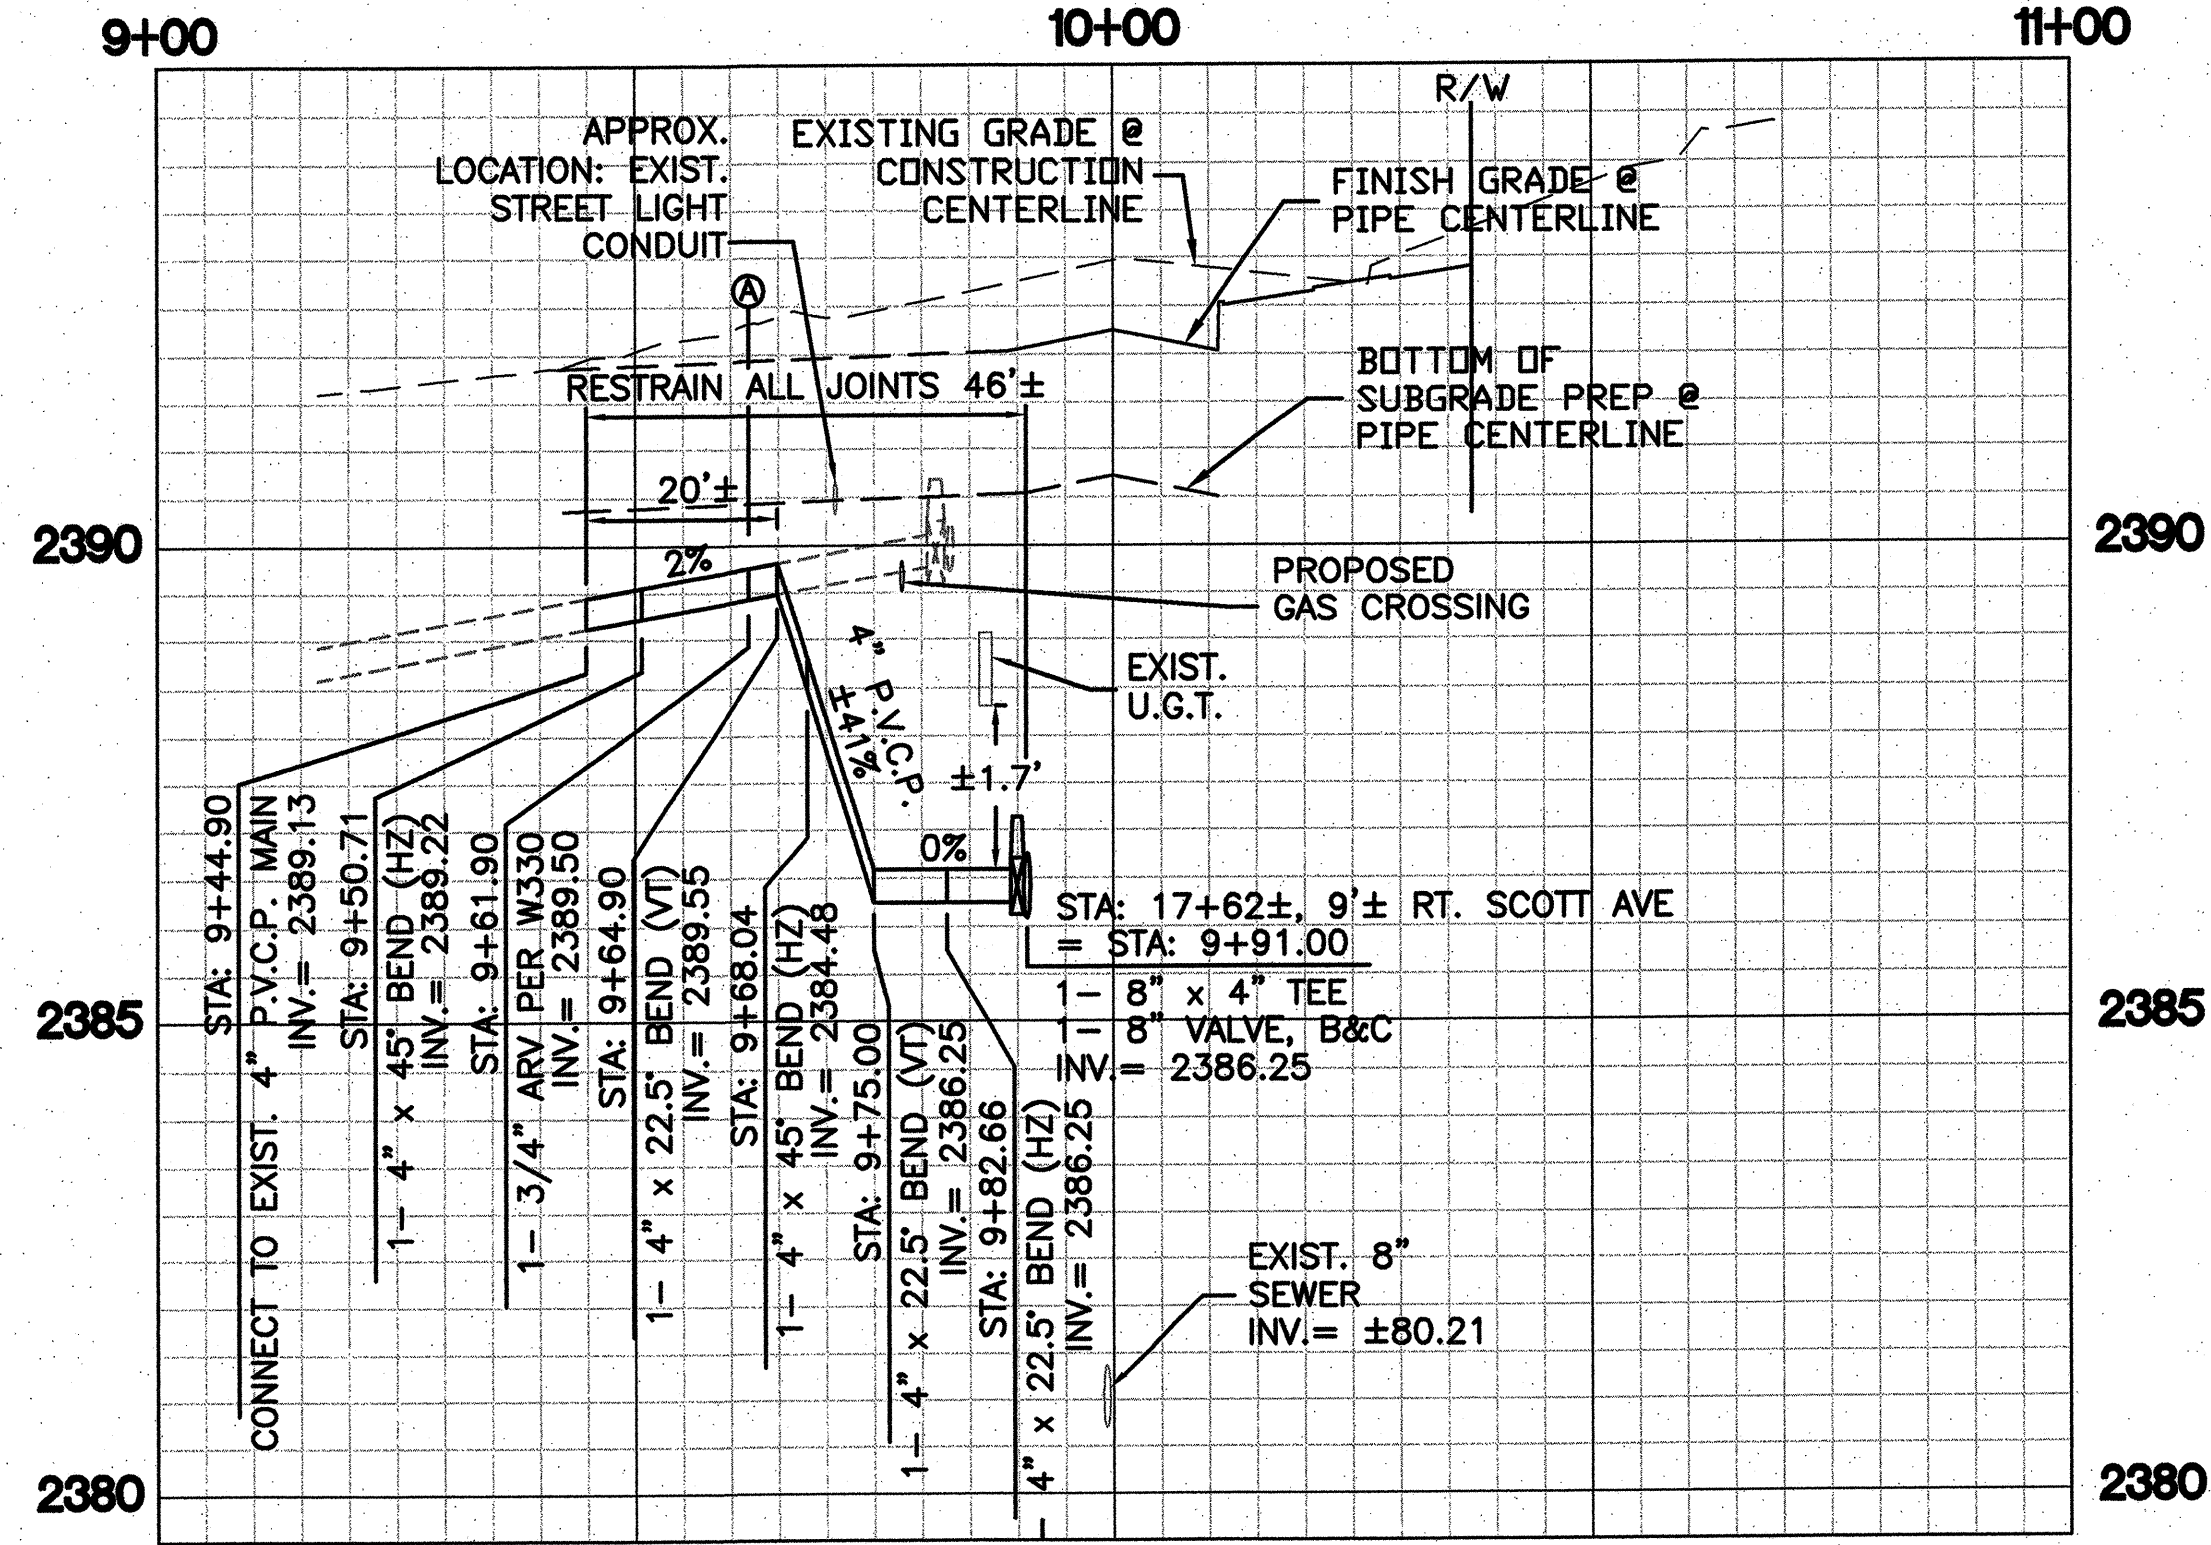 9+00
10+00
11+00
R/W
APPROX.
LOCATION: EXIST.
STREET LIGHT
CONDUIT
EXISTING GRADE @
CONSTRUCTION
CENTERLINE
FINISH GRADE @
PIPE CENTERLINE
A
RESTRAIN ALL JOINTS 46'±
BOTTOM OF
SUBGRADE PREP @
PIPE CENTERLINE
20'±
2390
2390
2%
PROPOSED
GAS CROSSING
4" P.V.C.P.
±41%
EXIST.
U.G.T.
±1.7'
0%
STA: 9+44.90
CONNECT TO EXIST. 4" P.V.C.P. MAIN
INV.= 2389.13
STA: 9+50.71
1- 4" x 45° BEND (HZ)
INV.= 2389.22
STA: 9+61.90
1- 3/4" ARV PER W330
INV.= 2389.50
STA: 9+64.90
1- 4" x 22.5° BEND (VT)
INV.= 2389.55
STA: 9+68.04
1- 4" x 45° BEND (HZ)
INV.= 2384.48
STA: 9+75.00
1- 4" x 22.5° BEND (VT)
INV.= 2386.25
STA: 9+82.66
1- 4" x 22.5° BEND (HZ)
INV.= 2386.25
STA: 17+62±, 9'± RT. SCOTT AVE
= STA: 9+91.00
1- 8" x 4" TEE
1- 8" VALVE, B&C
INV.= 2386.25
2385
2385
EXIST. 8"
SEWER
INV.= ±80.21
2380
2380